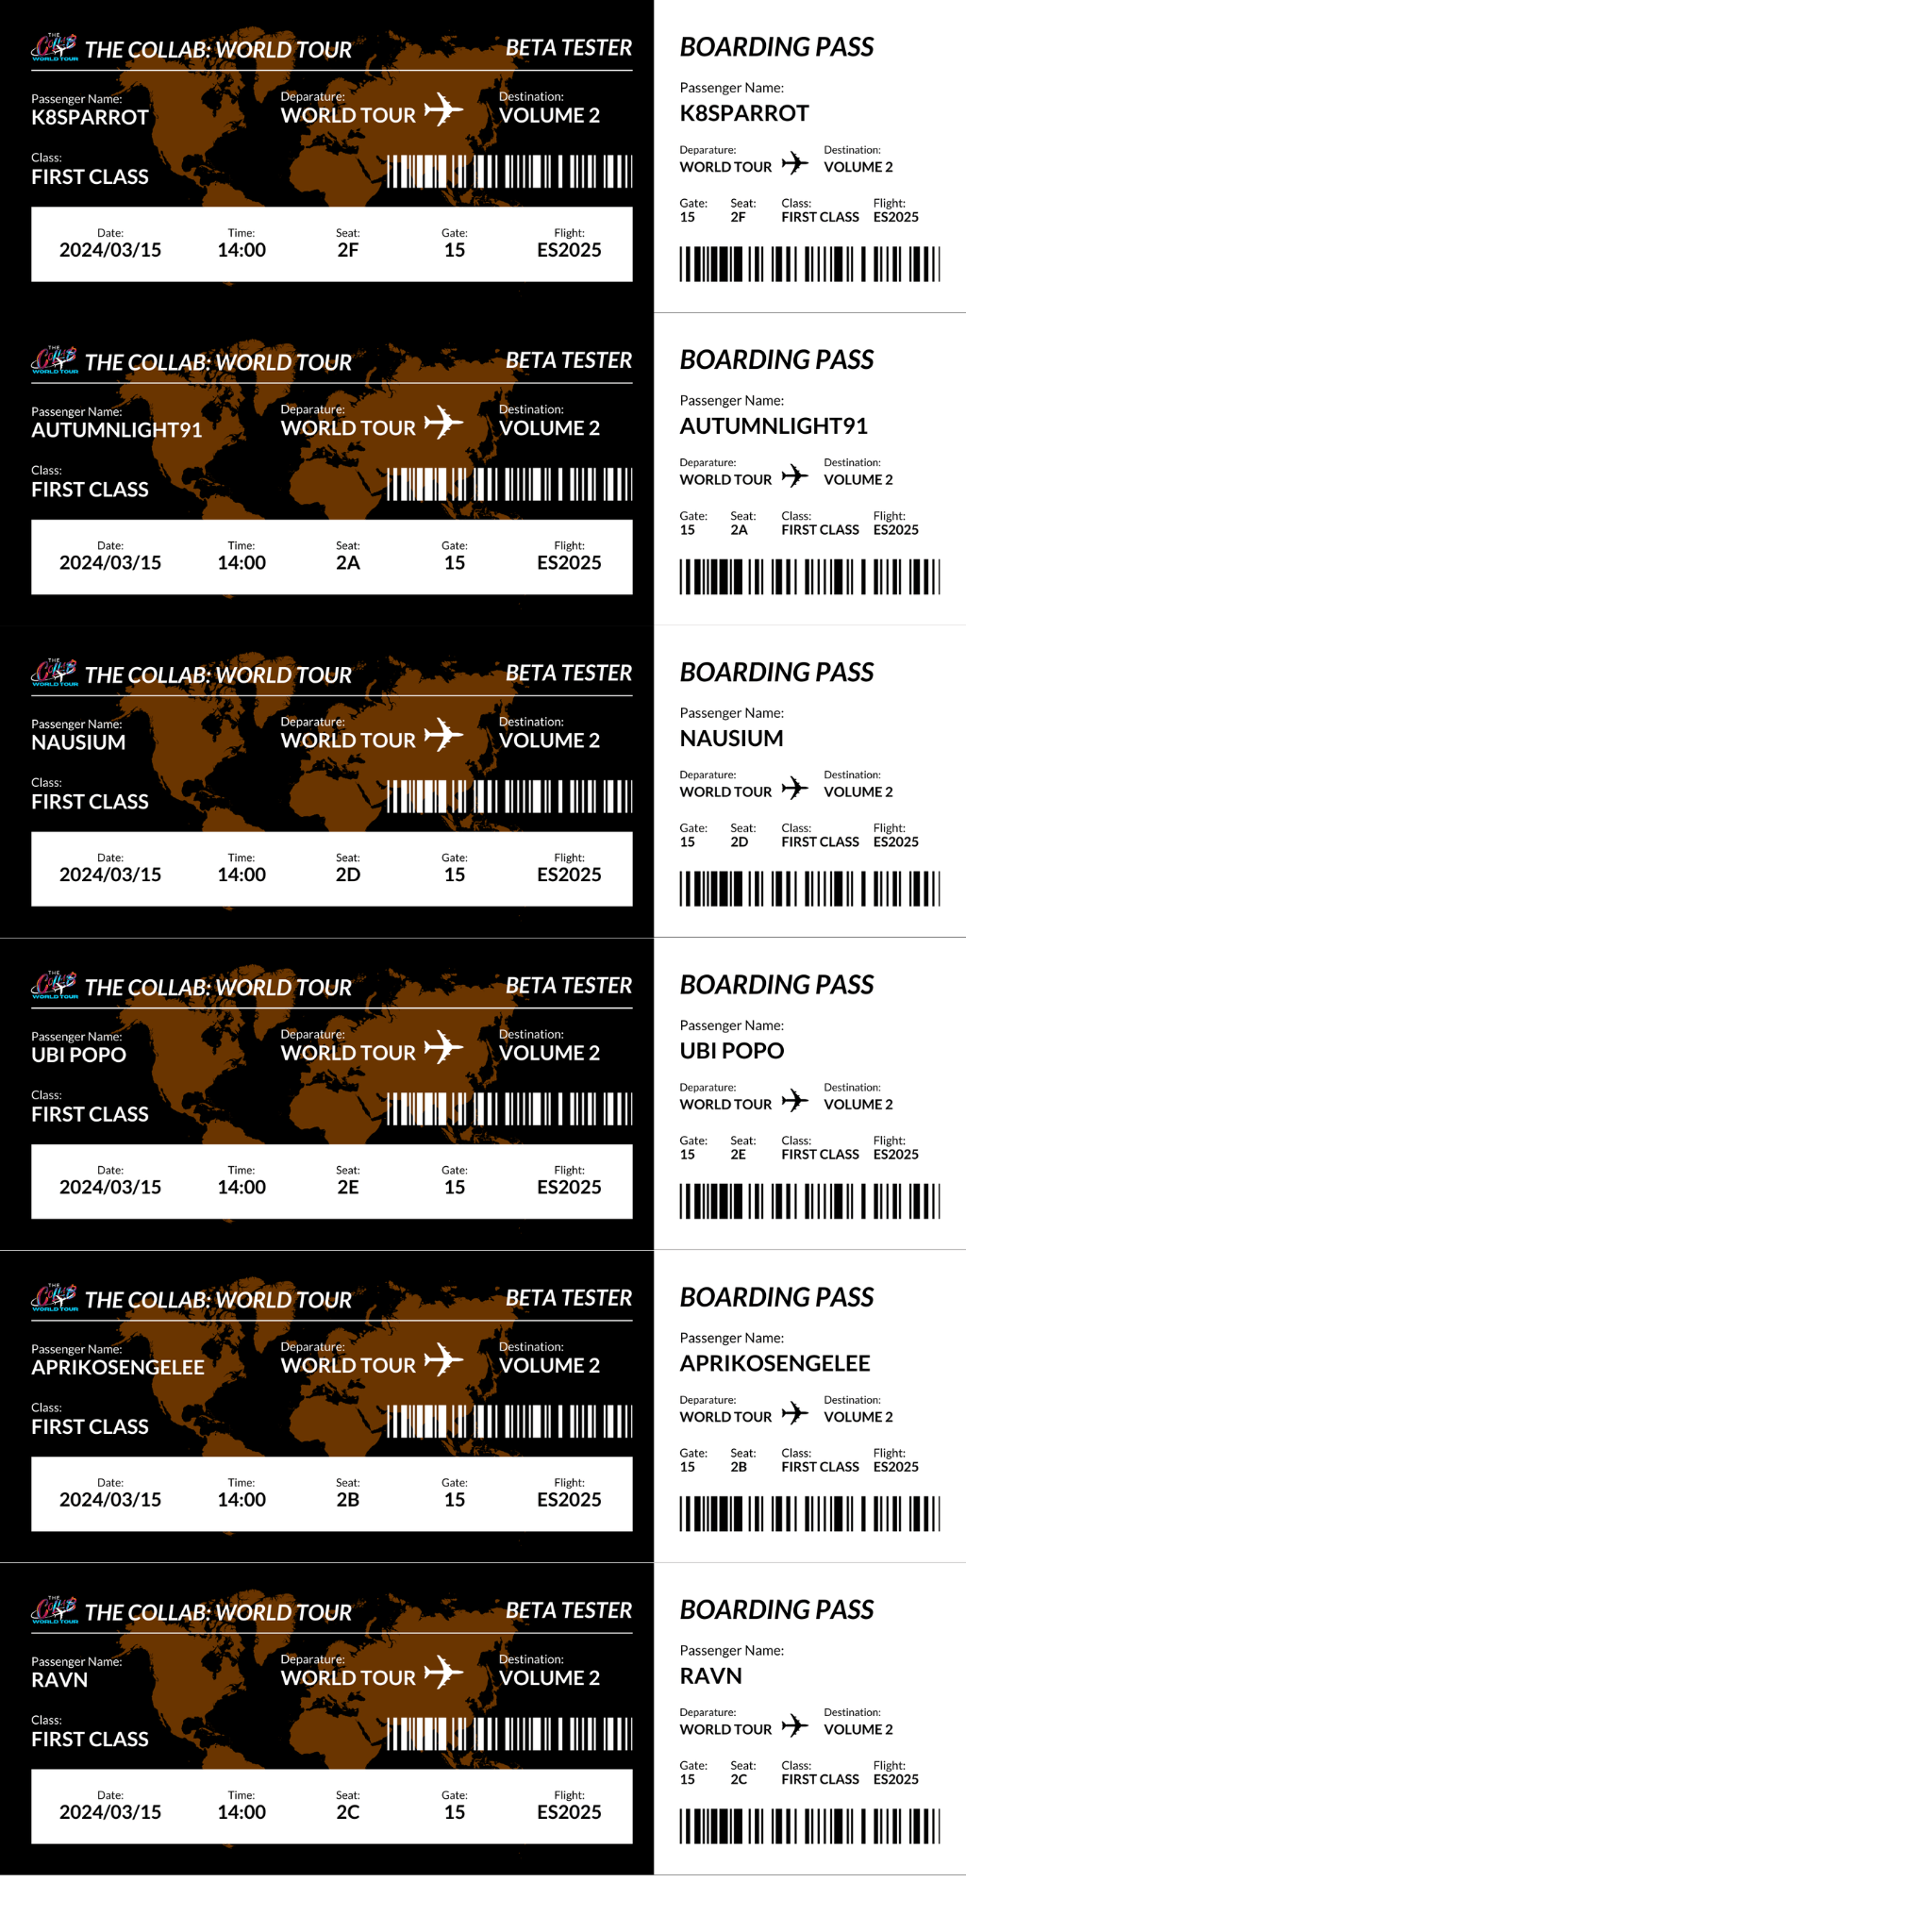 THE COLLAB WORLD TOUR
THE COLLAB: WORLD TOUR BETA TESTER
Passenger Name: Deparature: Destination:
K8SPARROT WORLD TOUR VOLUME 2
Class:
FIRST CLASS
Date: Time: Seat: Gate: Flight:
2024/03/15 14:00 2F 15 ES2025
BOARDING PASS
Passenger Name:
K8SPARROT
Deparature: Destination:
WORLD TOUR VOLUME 2
Gate: Seat: Class: Flight:
15 2F FIRST CLASS ES2025
THE COLLAB WORLD TOUR
THE COLLAB: WORLD TOUR BETA TESTER
Passenger Name: Deparature: Destination:
AUTUMNLIGHT91 WORLD TOUR VOLUME 2
Class:
FIRST CLASS
Date: Time: Seat: Gate: Flight:
2024/03/15 14:00 2A 15 ES2025
BOARDING PASS
Passenger Name:
AUTUMNLIGHT91
Deparature: Destination:
WORLD TOUR VOLUME 2
Gate: Seat: Class: Flight:
15 2A FIRST CLASS ES2025
THE COLLAB WORLD TOUR
THE COLLAB: WORLD TOUR BETA TESTER
Passenger Name: Deparature: Destination:
NAUSIUM WORLD TOUR VOLUME 2
Class:
FIRST CLASS
Date: Time: Seat: Gate: Flight:
2024/03/15 14:00 2D 15 ES2025
BOARDING PASS
Passenger Name:
NAUSIUM
Deparature: Destination:
WORLD TOUR VOLUME 2
Gate: Seat: Class: Flight:
15 2D FIRST CLASS ES2025
THE COLLAB WORLD TOUR
THE COLLAB: WORLD TOUR BETA TESTER
Passenger Name: Deparature: Destination:
UBI POPO WORLD TOUR VOLUME 2
Class:
FIRST CLASS
Date: Time: Seat: Gate: Flight:
2024/03/15 14:00 2E 15 ES2025
BOARDING PASS
Passenger Name:
UBI POPO
Deparature: Destination:
WORLD TOUR VOLUME 2
Gate: Seat: Class: Flight:
15 2E FIRST CLASS ES2025
THE COLLAB WORLD TOUR
THE COLLAB: WORLD TOUR BETA TESTER
Passenger Name: Deparature: Destination:
APRIKOSENGELEE WORLD TOUR VOLUME 2
Class:
FIRST CLASS
Date: Time: Seat: Gate: Flight:
2024/03/15 14:00 2B 15 ES2025
BOARDING PASS
Passenger Name:
APRIKOSENGELEE
Deparature: Destination:
WORLD TOUR VOLUME 2
Gate: Seat: Class: Flight:
15 2B FIRST CLASS ES2025
THE COLLAB WORLD TOUR
THE COLLAB: WORLD TOUR BETA TESTER
Passenger Name: Deparature: Destination:
RAVN WORLD TOUR VOLUME 2
Class:
FIRST CLASS
Date: Time: Seat: Gate: Flight:
2024/03/15 14:00 2C 15 ES2025
BOARDING PASS
Passenger Name:
RAVN
Deparature: Destination:
WORLD TOUR VOLUME 2
Gate: Seat: Class: Flight:
15 2C FIRST CLASS ES2025